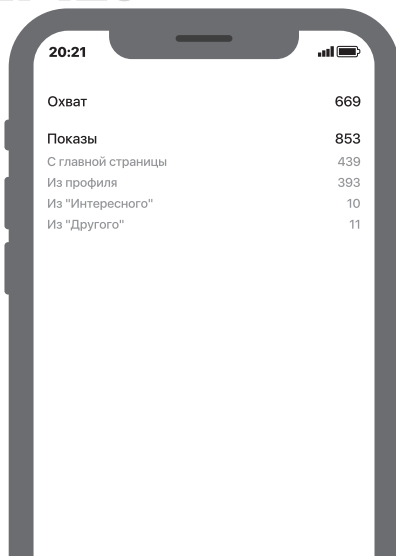 20:21
Охват 669
Показы 853
С главной страницы 439
Из профиля 393
Из "Интересного" 10
Из "Другого" 11